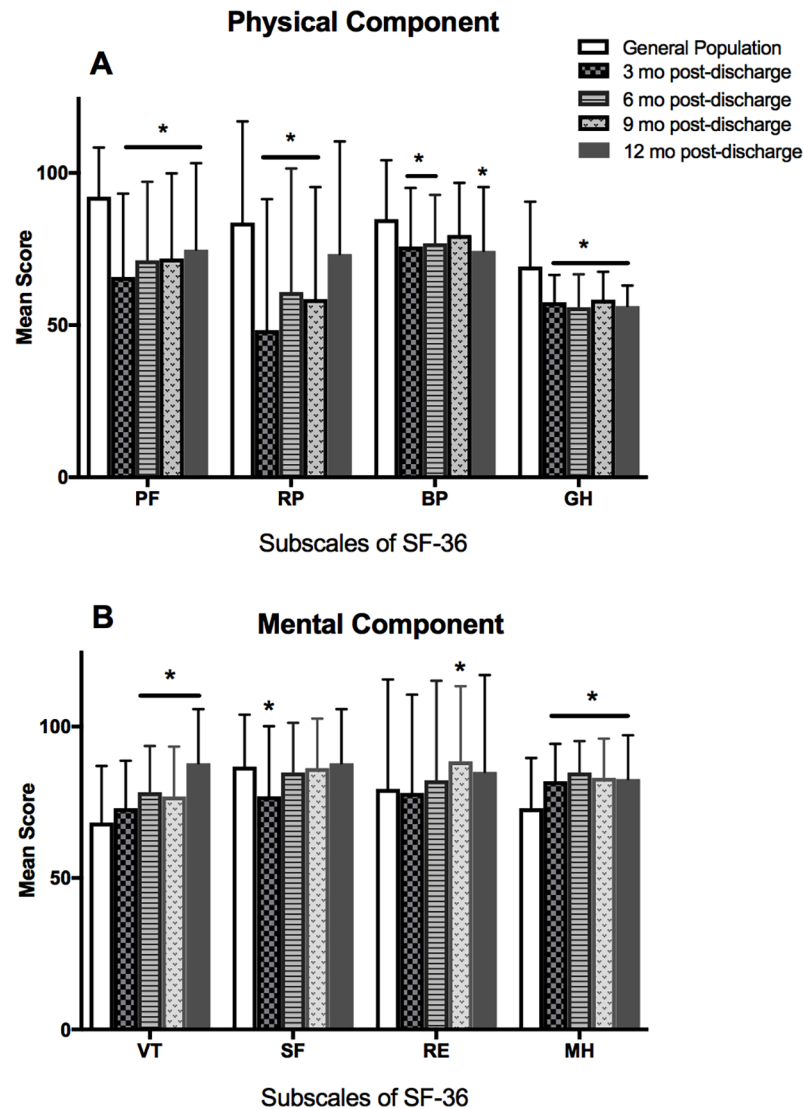 Physical Component
General Population
3 mo post-discharge
6 mo post-discharge
9 mo post-discharge
12 mo post-discharge
A
* * * * *
100
50
0
Mean Score
PF RP BP GH
Subscales of SF-36
B
Mental Component
* * * *
100
50
0
Mean Score
VT SF RE MH
Subscales of SF-36